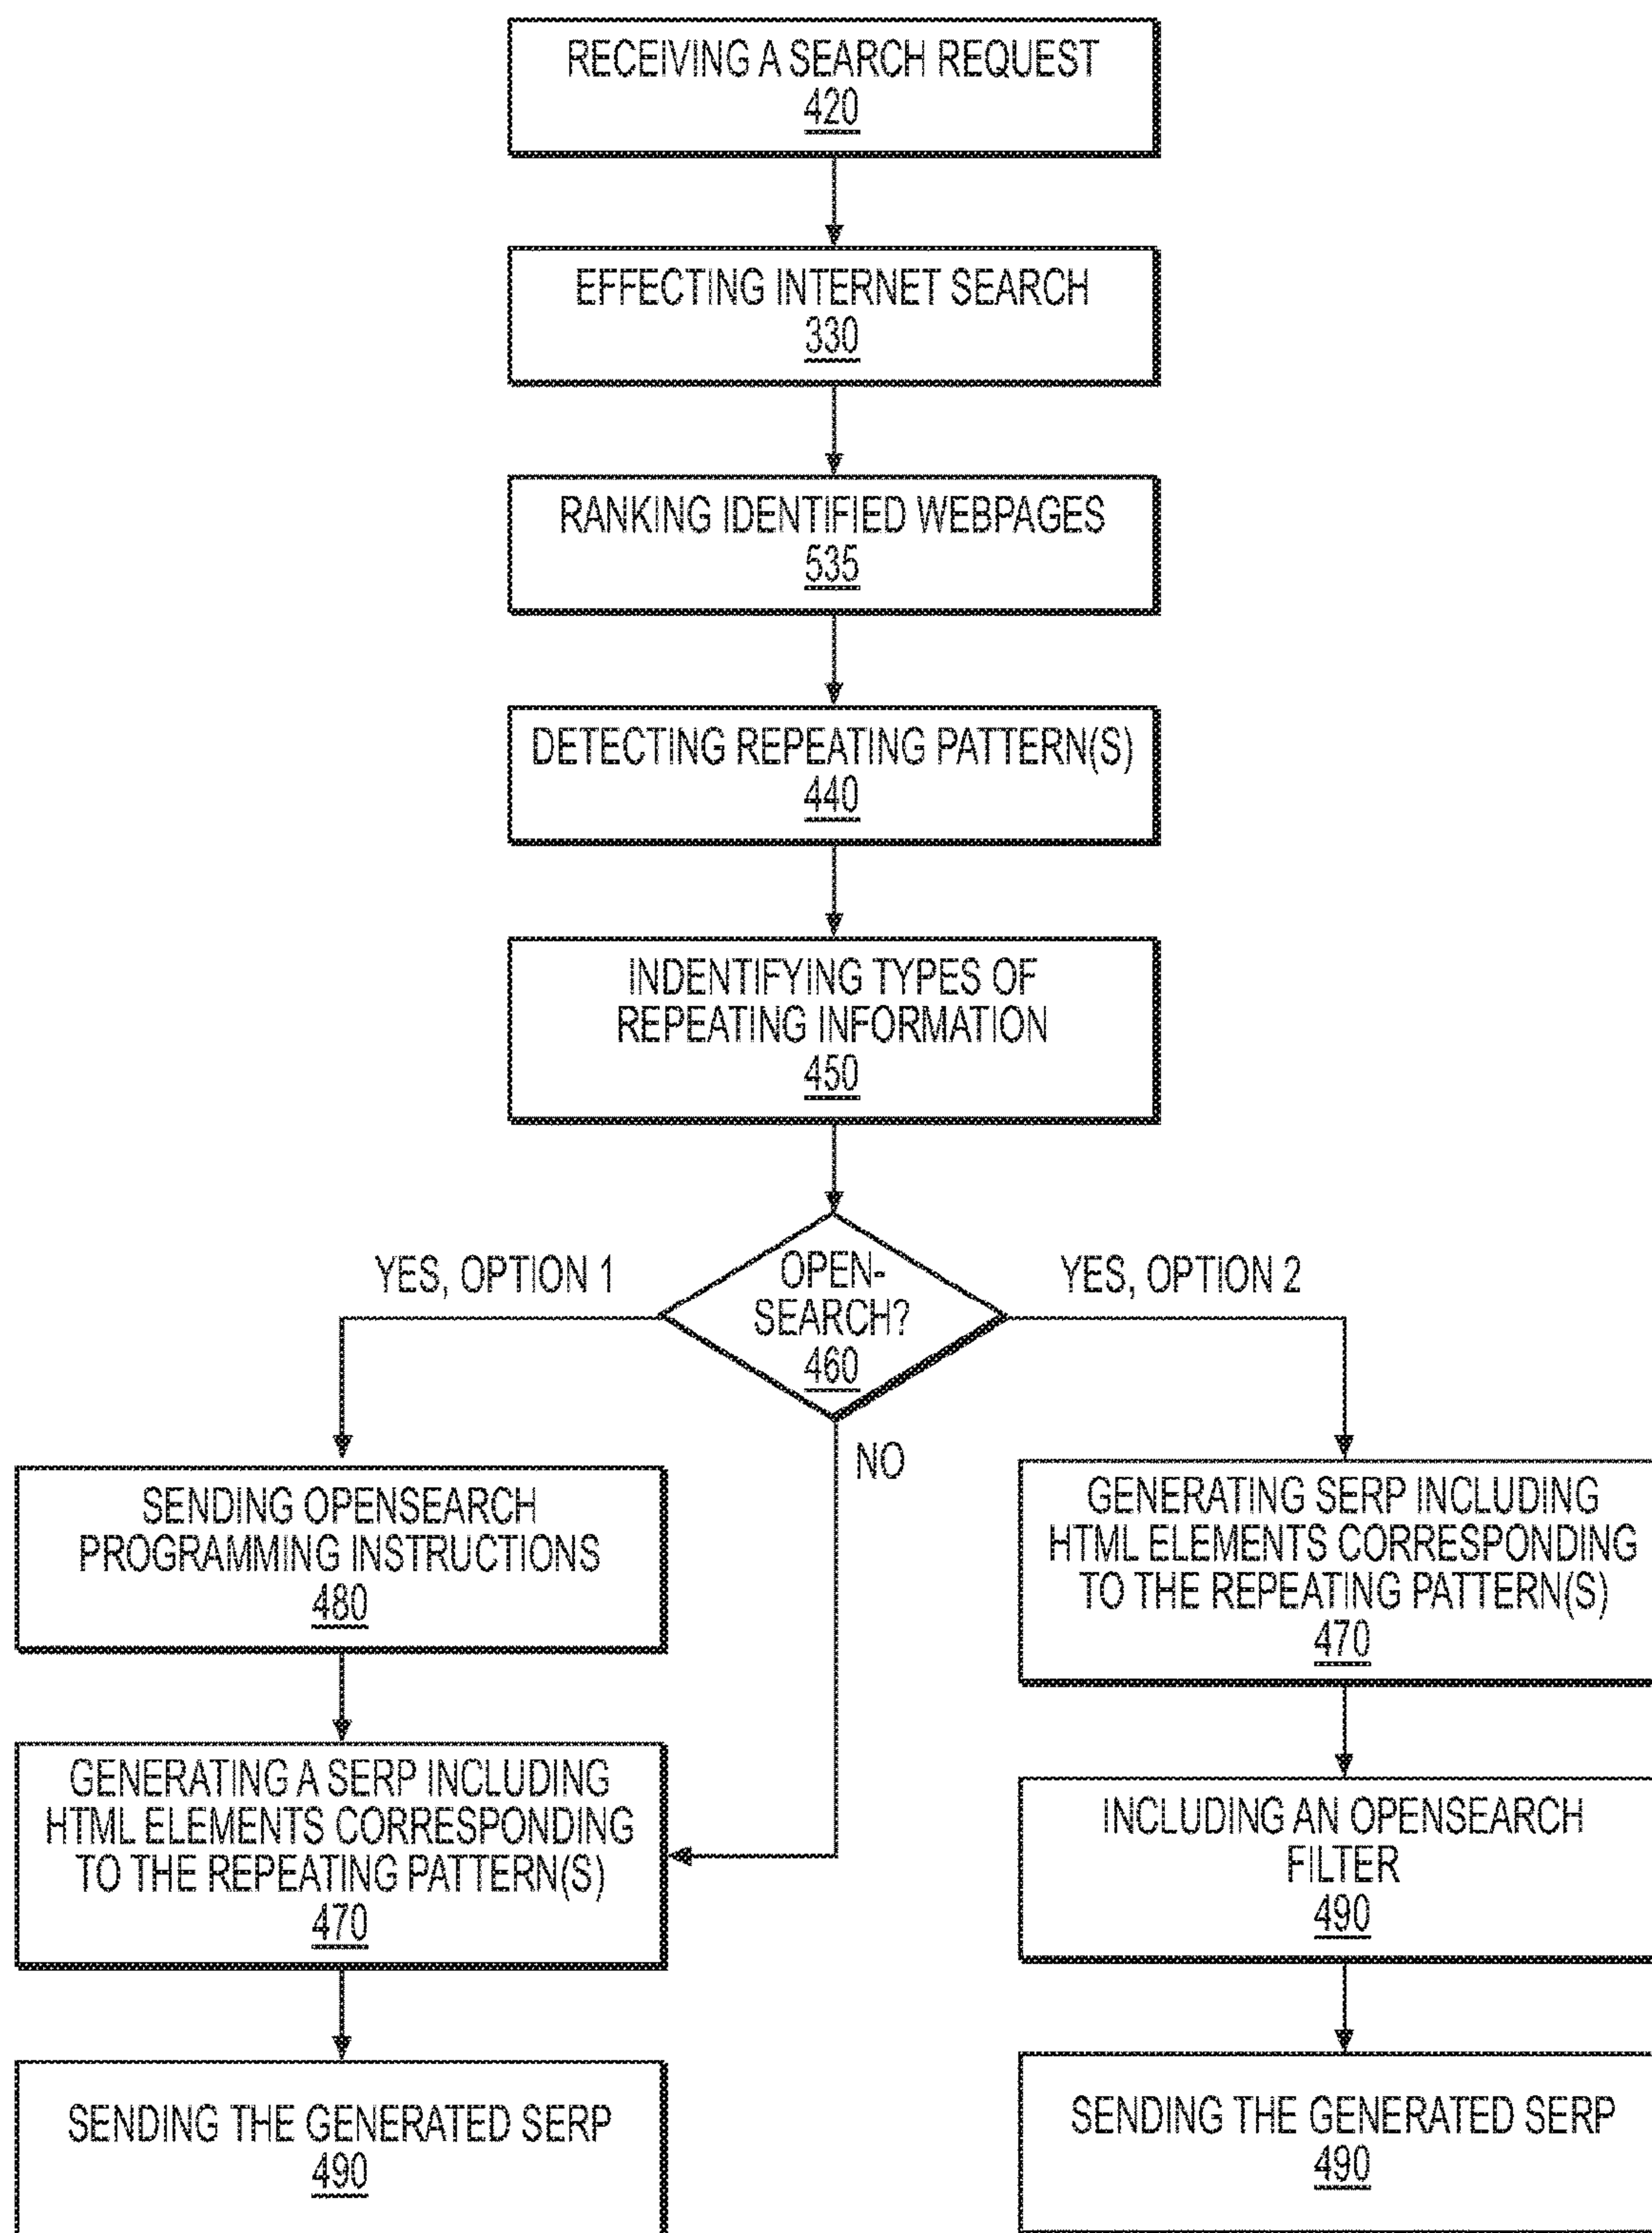 RECEIVING A SEARCH REQUEST
420
EFFECTING INTERNET SEARCH
330
RANKING IDENTIFIED WEBPAGES
535
DETECTING REPEATING PATTERN(S)
440
INDENTIFYING TYPES OF
REPEATING INFORMATION
450
OPEN-
SEARCH?
460
YES, OPTION 1
YES, OPTION 2
NO
SENDING OPENSEARCH
PROGRAMMING INSTRUCTIONS
480
GENERATING A SERP INCLUDING
HTML ELEMENTS CORRESPONDING
TO THE REPEATING PATTERN(S)
470
SENDING THE GENERATED SERP
490
GENERATING SERP INCLUDING
HTML ELEMENTS CORRESPONDING
TO THE REPEATING PATTERN(S)
470
INCLUDING AN OPENSEARCH
FILTER
490
SENDING THE GENERATED SERP
490